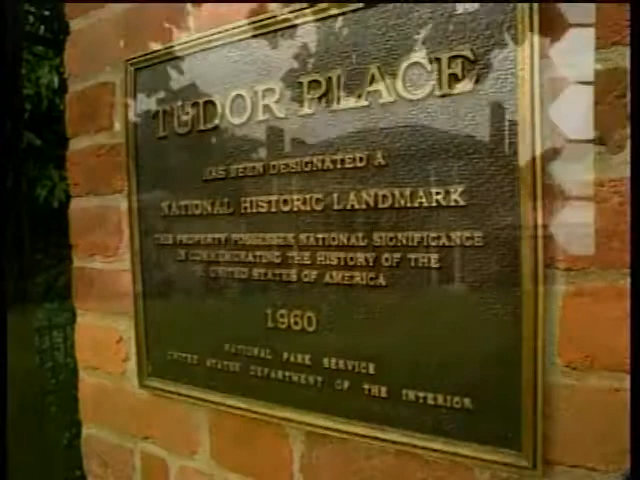 TUDOR PLACE
HAS BEEN DESIGNATED A
NATIONAL HISTORIC LANDMARK
THIS PROPERTY POSSESSES NATIONAL SIGNIFICANCE
IN COMMEMORATING THE HISTORY OF THE
UNITED STATES OF AMERICA
1960
NATIONAL PARK SERVICE
UNITED STATES DEPARTMENT OF THE INTERIOR